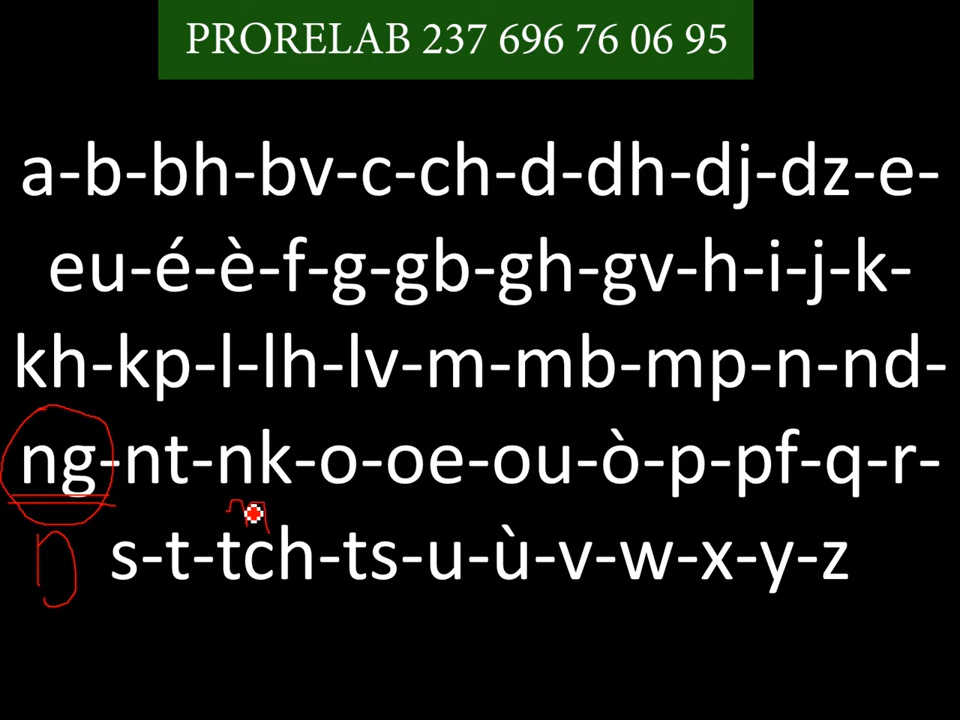 PRORELAB 237 696 76 06 95
a-b-bh-bv-c-ch-d-dh-dj-dz-e-
eu-é-è-f-g-gb-gh-gv-h-i-j-k-
kh-kp-l-lh-lv-m-mb-mp-n-nd-
ng-nt-nk-o-oe-ou-ò-p-pf-q-r-
s-t-tch-ts-u-ù-v-w-x-y-z